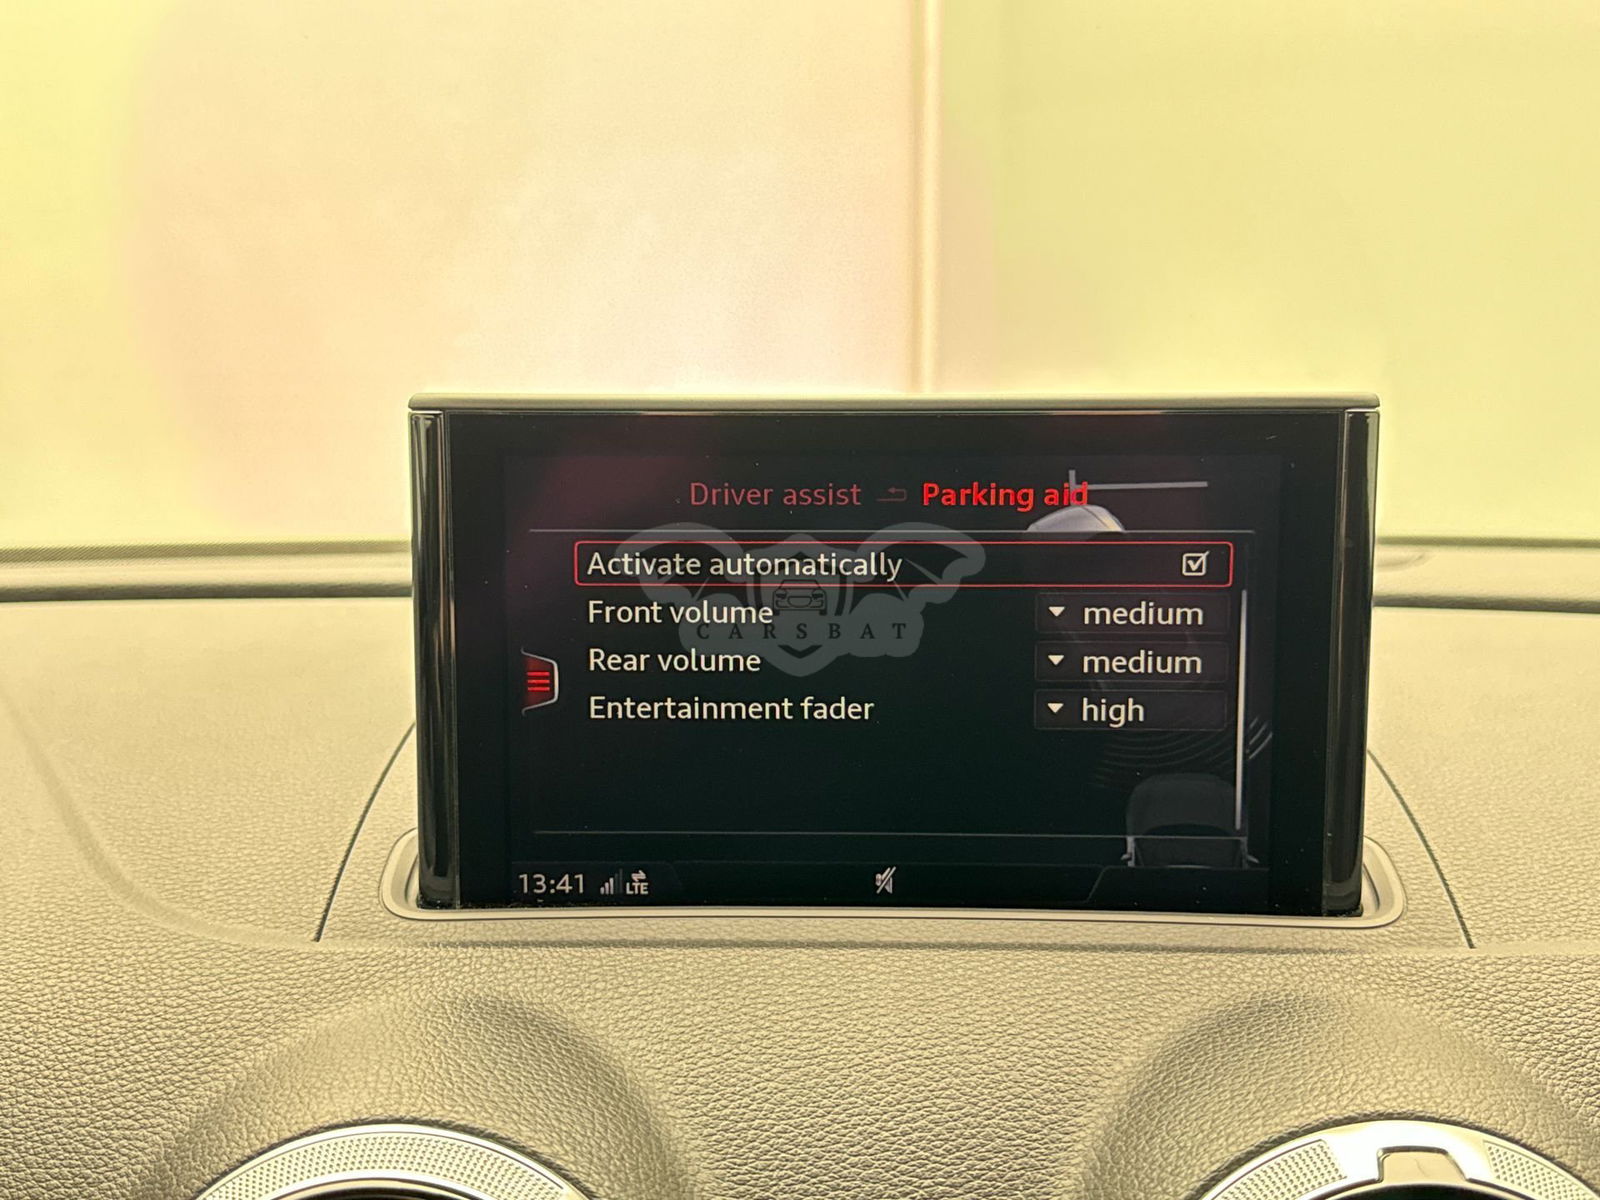 Driver assist Parking aid
Activate automatically
Front volume medium
CARSBAT
Rear volume medium
Entertainment fader high
13:41 LTE